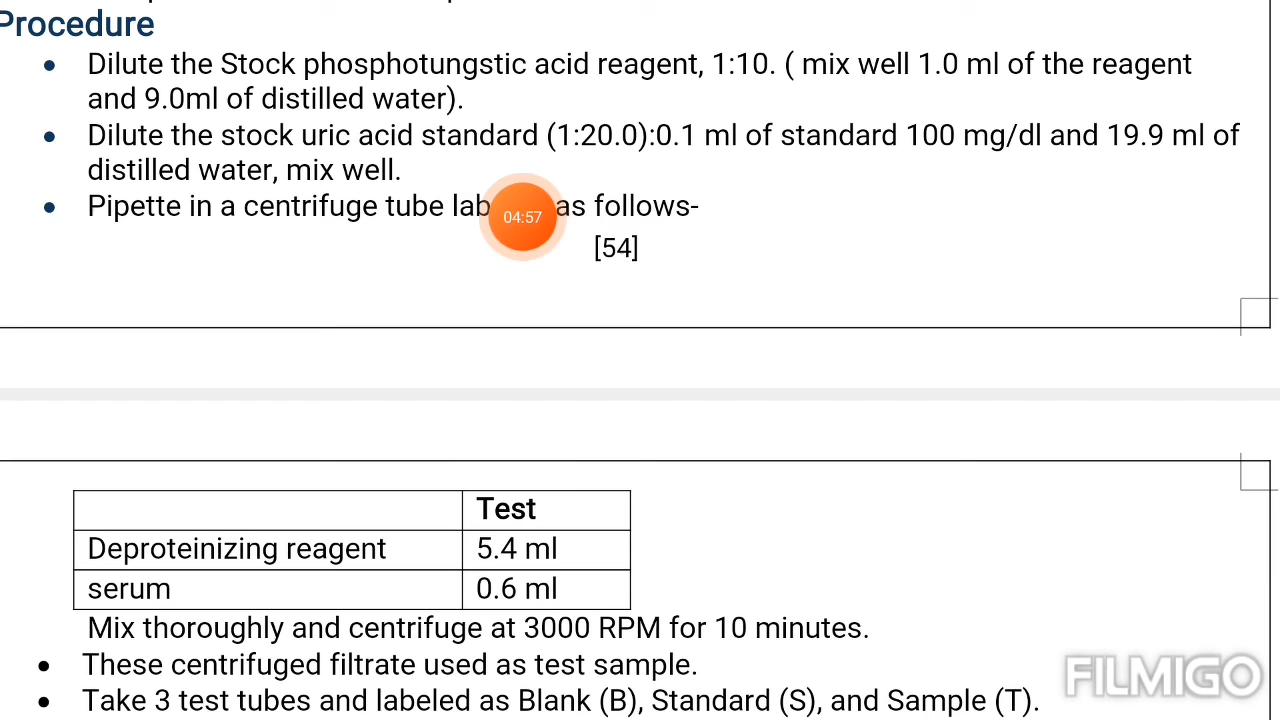 Procedure
• Dilute the Stock phosphotungstic acid reagent, 1:10. ( mix well 1.0 ml of the reagent
and 9.0ml of distilled water).
• Dilute the stock uric acid standard (1:20.0):0.1 ml of standard 100 mg/dl and 19.9 ml of
distilled water, mix well.
• Pipette in a centrifuge tube lab as follows-
04:57
[54]
Test
Deproteinizing reagent 5.4 ml
serum 0.6 ml
Mix thoroughly and centrifuge at 3000 RPM for 10 minutes.
• These centrifuged filtrate used as test sample.
• Take 3 test tubes and labeled as Blank (B), Standard (S), and Sample (T).
FILMIGO